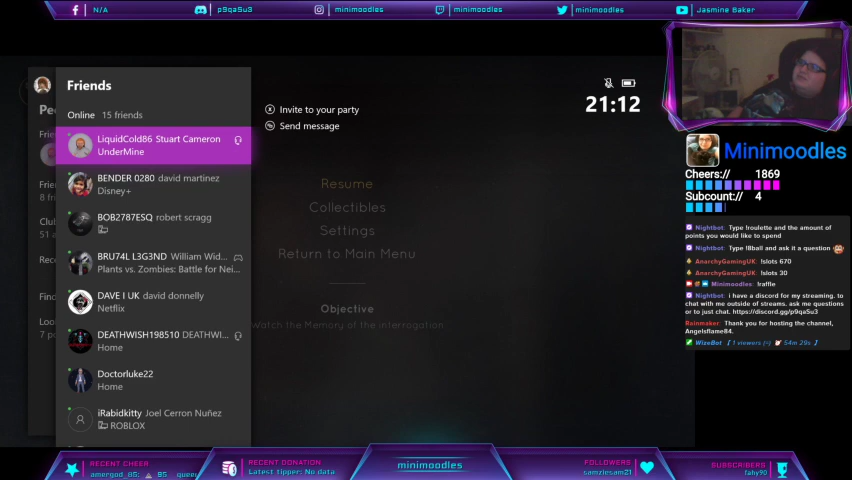 N/A
p9qaSu3
minimoodles
minimoodles
minimoodles
Jasmine Baker
Friends
Online 15 friends
LiquidCold86 Stuart Cameron
UnderMine
BENDER 0280 david martinez
Disney+
BOB2787ESQ robert scragg
BRU74L L3G3ND William Wid...
Plants vs. Zombies: Battle for Nei...
DAVE I UK david donnelly
Netflix
DEATHWISH198510 DEATHWI...
Home
Doctorluke22
Home
iRabidkitty Joel Cerron Nuñez
ROBLOX
Invite to your party
Send message
21:12
Resume
Collectibles
Settings
Return to Main Menu
Objective
Watch the Memory of the interrogation.
Minimoodles
Cheers:// 1869
Subcount:// 4
Nightbot: Type !roulette and the amount of
points you would like to spend
Nightbot: Type !8ball and ask it a question
AnarchyGamingUK: !slots 670
AnarchyGamingUK: !slots 30
Minimoodles: !raffle
Nightbot: i have a discord for my streaming. to
chat with me outside of streams. ask me questions
or to just chat. https://discord.gg/p9qaSu3
Rainmaker: Thank you for hosting the channel,
Angelsflame84.
WizeBot
1 viewers
54m 29s
RECENT CHEER
amergod_85: 95 queer
RECENT DONATION
Latest tipper: No data
minimoodles
FOLLOWERS
samziesam21
SUBSCRIBERS
fahy90